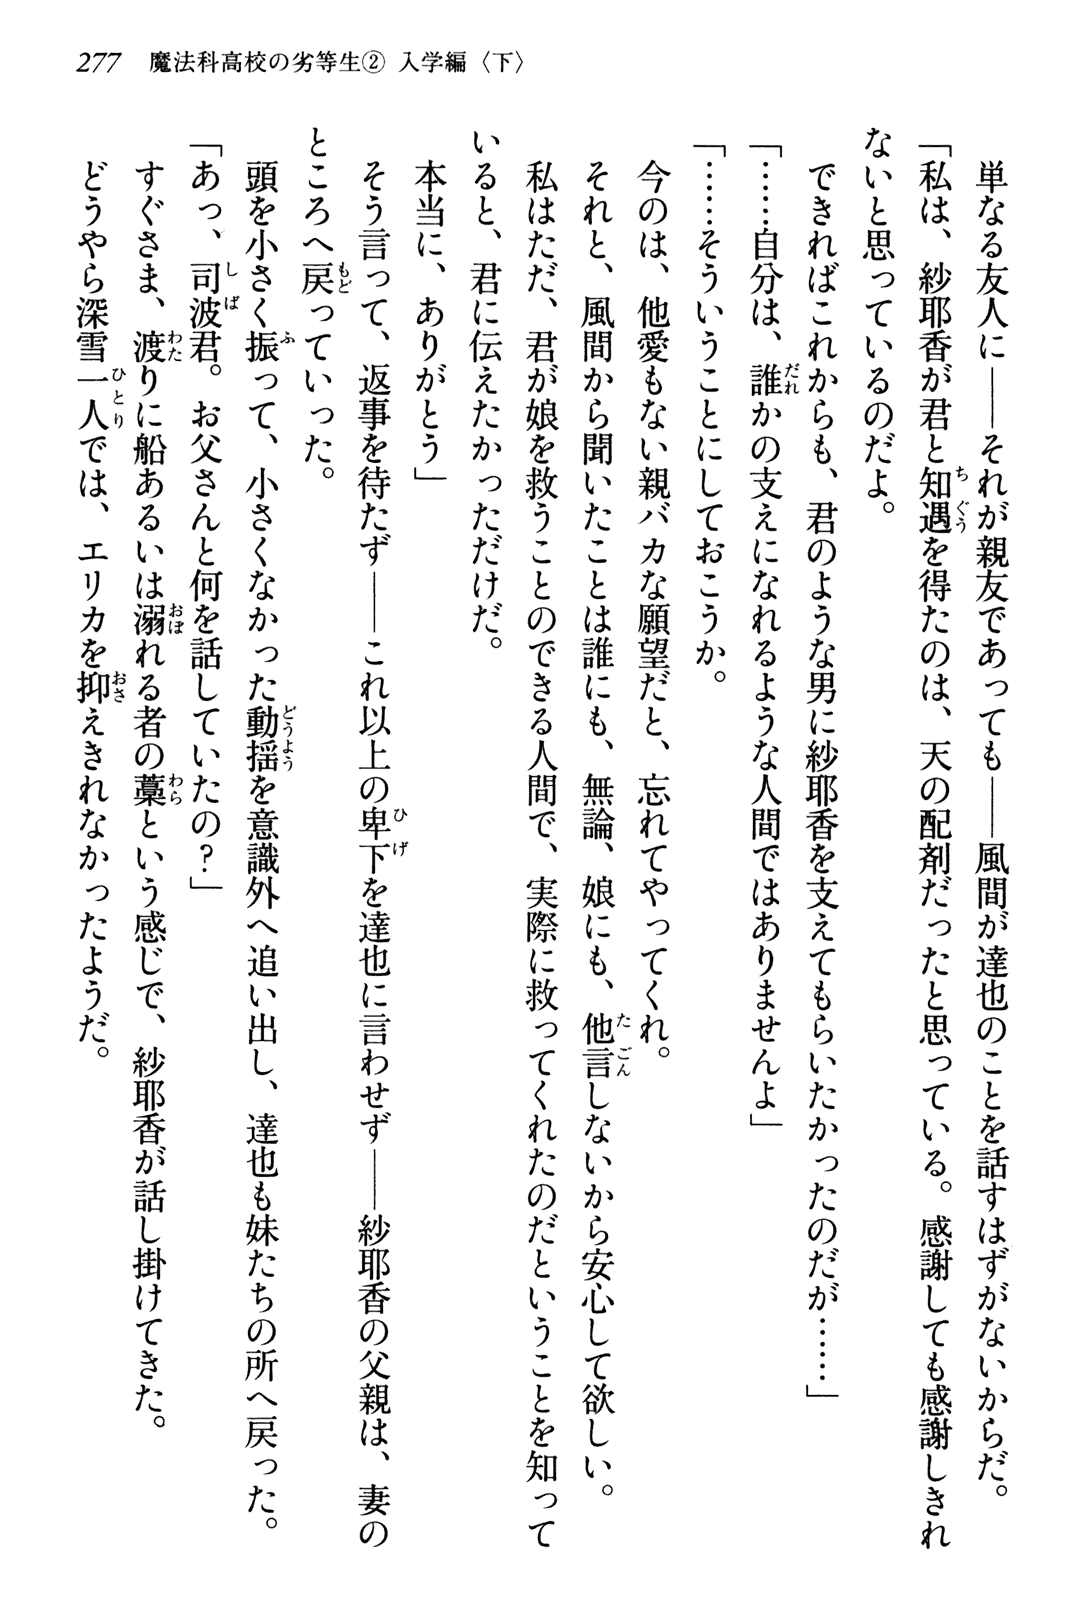 277 魔法科高校の劣等生② 入学編〈下〉
単なる友人に――それが親友であっても――風間が達也のことを話すはずがないからだ。
「私は、紗耶香が君と知遇を得たのは、天の配剤だったと思っている。感謝しても感謝しきれ
ないと思っているのだよ。
できればこれからも、君のような男に紗耶香を支えてもらいたかったのだが……」
「……自分は、誰かの支えになれるような人間ではありませんよ」
「……そういうことにしておこうか。
今のは、他愛もない親バカな願望だと、忘れてやってくれ。
それと、風間から聞いたことは誰にも、無論、娘にも、他言しないから安心して欲しい。
私はただ、君が娘を救うことのできる人間で、実際に救ってくれたのだということを知って
いると、君に伝えたかっただけだ。
本当に、ありがとう」
そう言って、返事を待たず――これ以上の卑下を達也に言わせず――紗耶香の父親は、妻の
ところへ戻っていった。
頭を小さく振って、小さくなかった動揺を意識外へ追い出し、達也も妹たちの所へ戻った。
「あっ、司波君。お父さんと何を話していたの？」
すぐさま、渡りに船あるいは溺れる者の藁という感じで、紗耶香が話し掛けてきた。
どうやら深雪一人では、エリカを抑えきれなかったようだ。